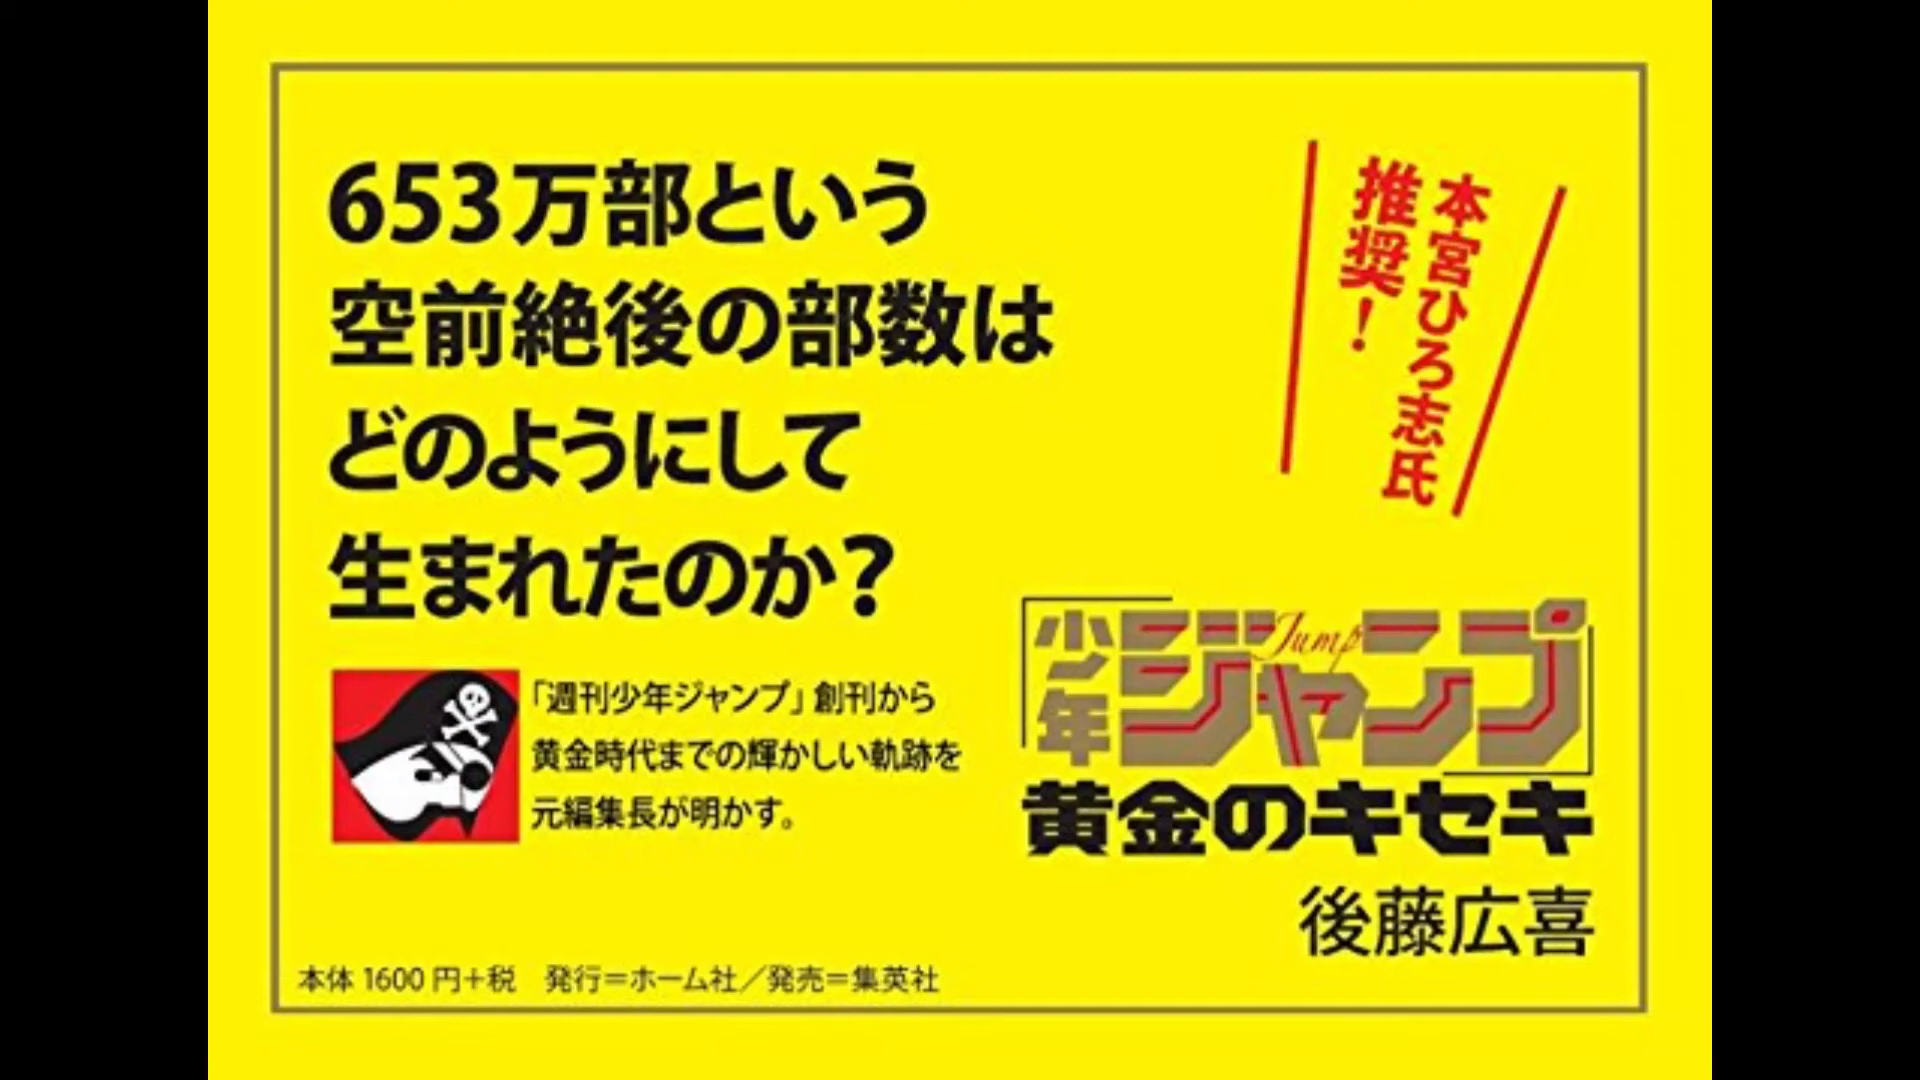 653万部という
空前絶後の部数は
どのようにして
生まれたのか?
本宮ひろ志氏
推奨!
「週刊少年ジャンプ」創刊から
黄金時代までの輝かしい軌跡を
元編集長が明かす。
「少年ジャンプ
Jump
黄金のキセキ
後藤広喜
本体 1600 円+税　発行=ホーム社/発売=集英社